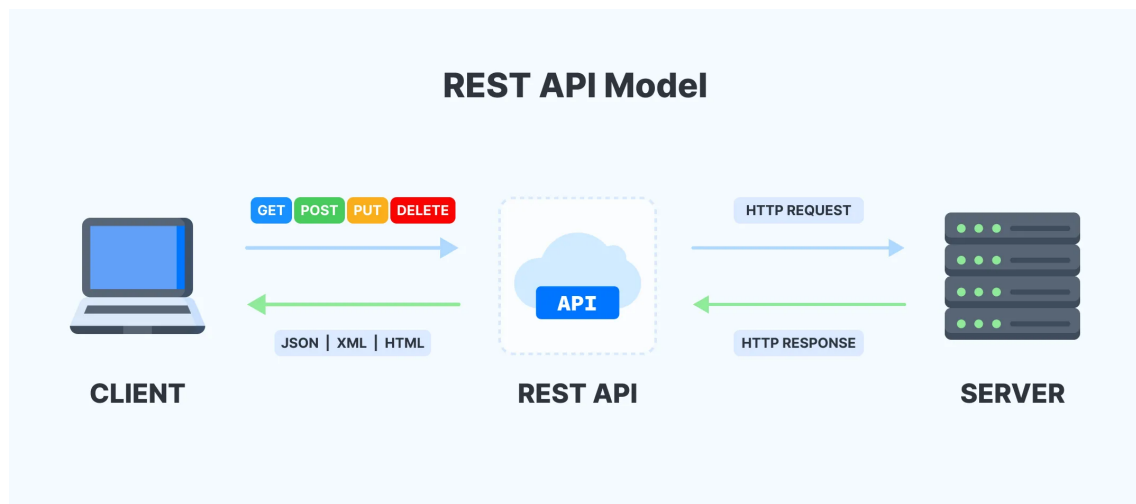 REST API Model
GET POST PUT DELETE
HTTP REQUEST
API
JSON | XML | HTML
HTTP RESPONSE
CLIENT
REST API
SERVER